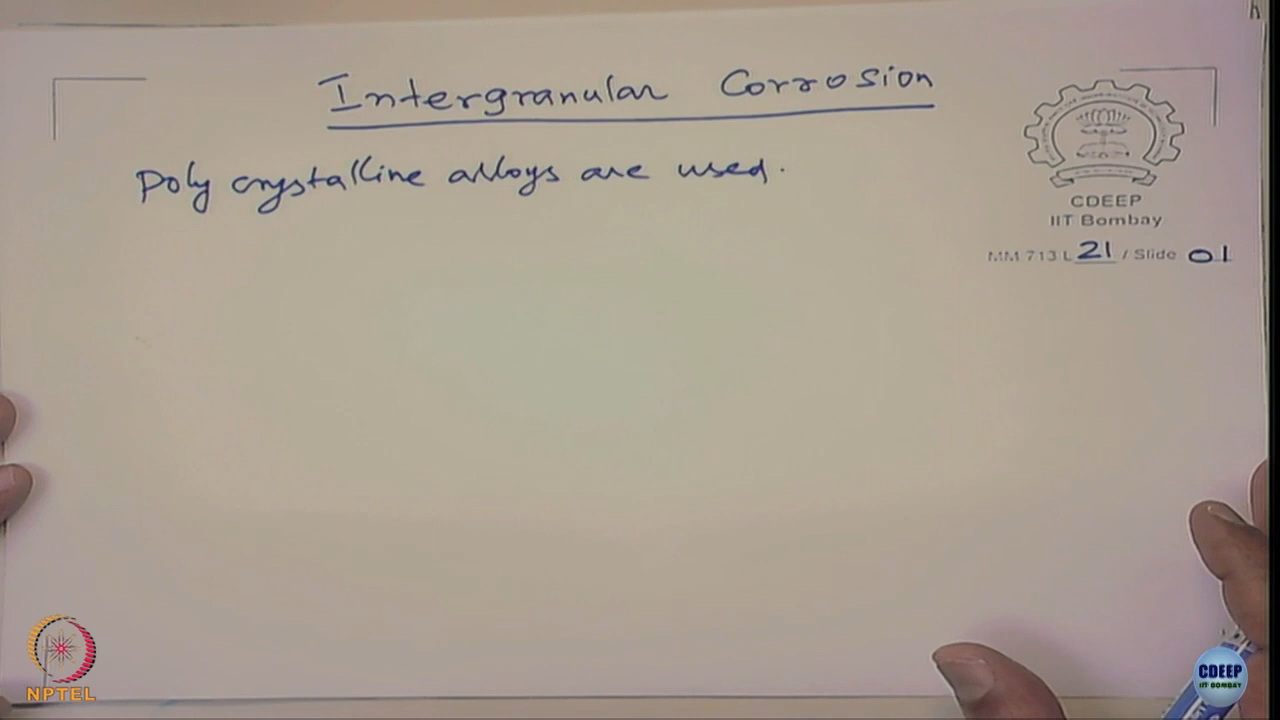 Intergranular Corrosion
Poly crystalline alloys are used.
CDEEP
IIT Bombay
MM 713 L 21 / Slide 01
NPTEL
CDEEP
IIT BOMBAY